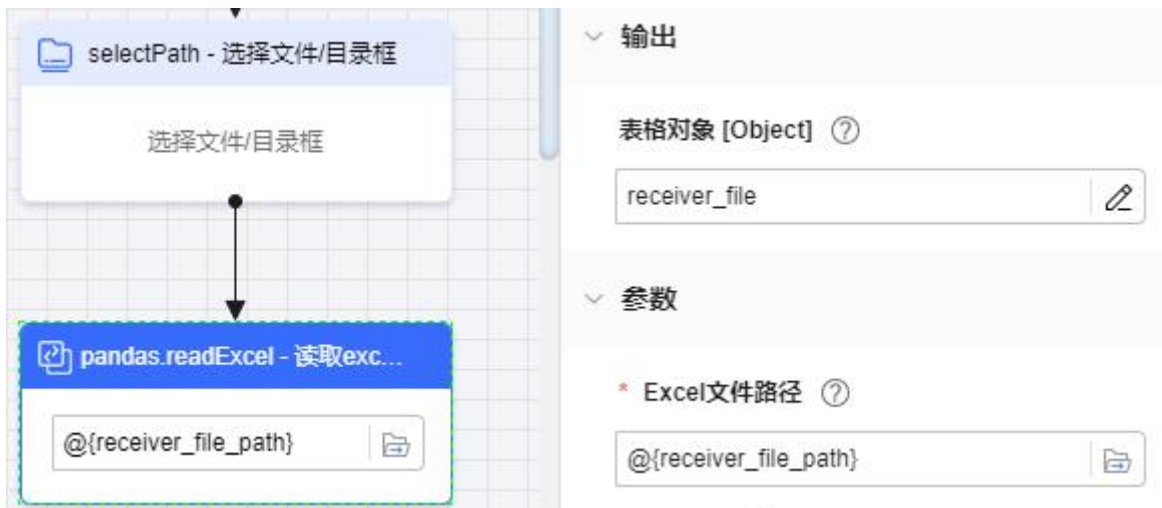 selectPath - 选择文件/目录框
选择文件/目录框
pandas.readExcel - 读取exc...
@{receiver_file_path}
输出
表格对象 [Object]
receiver_file
参数
* Excel文件路径
@{receiver_file_path}